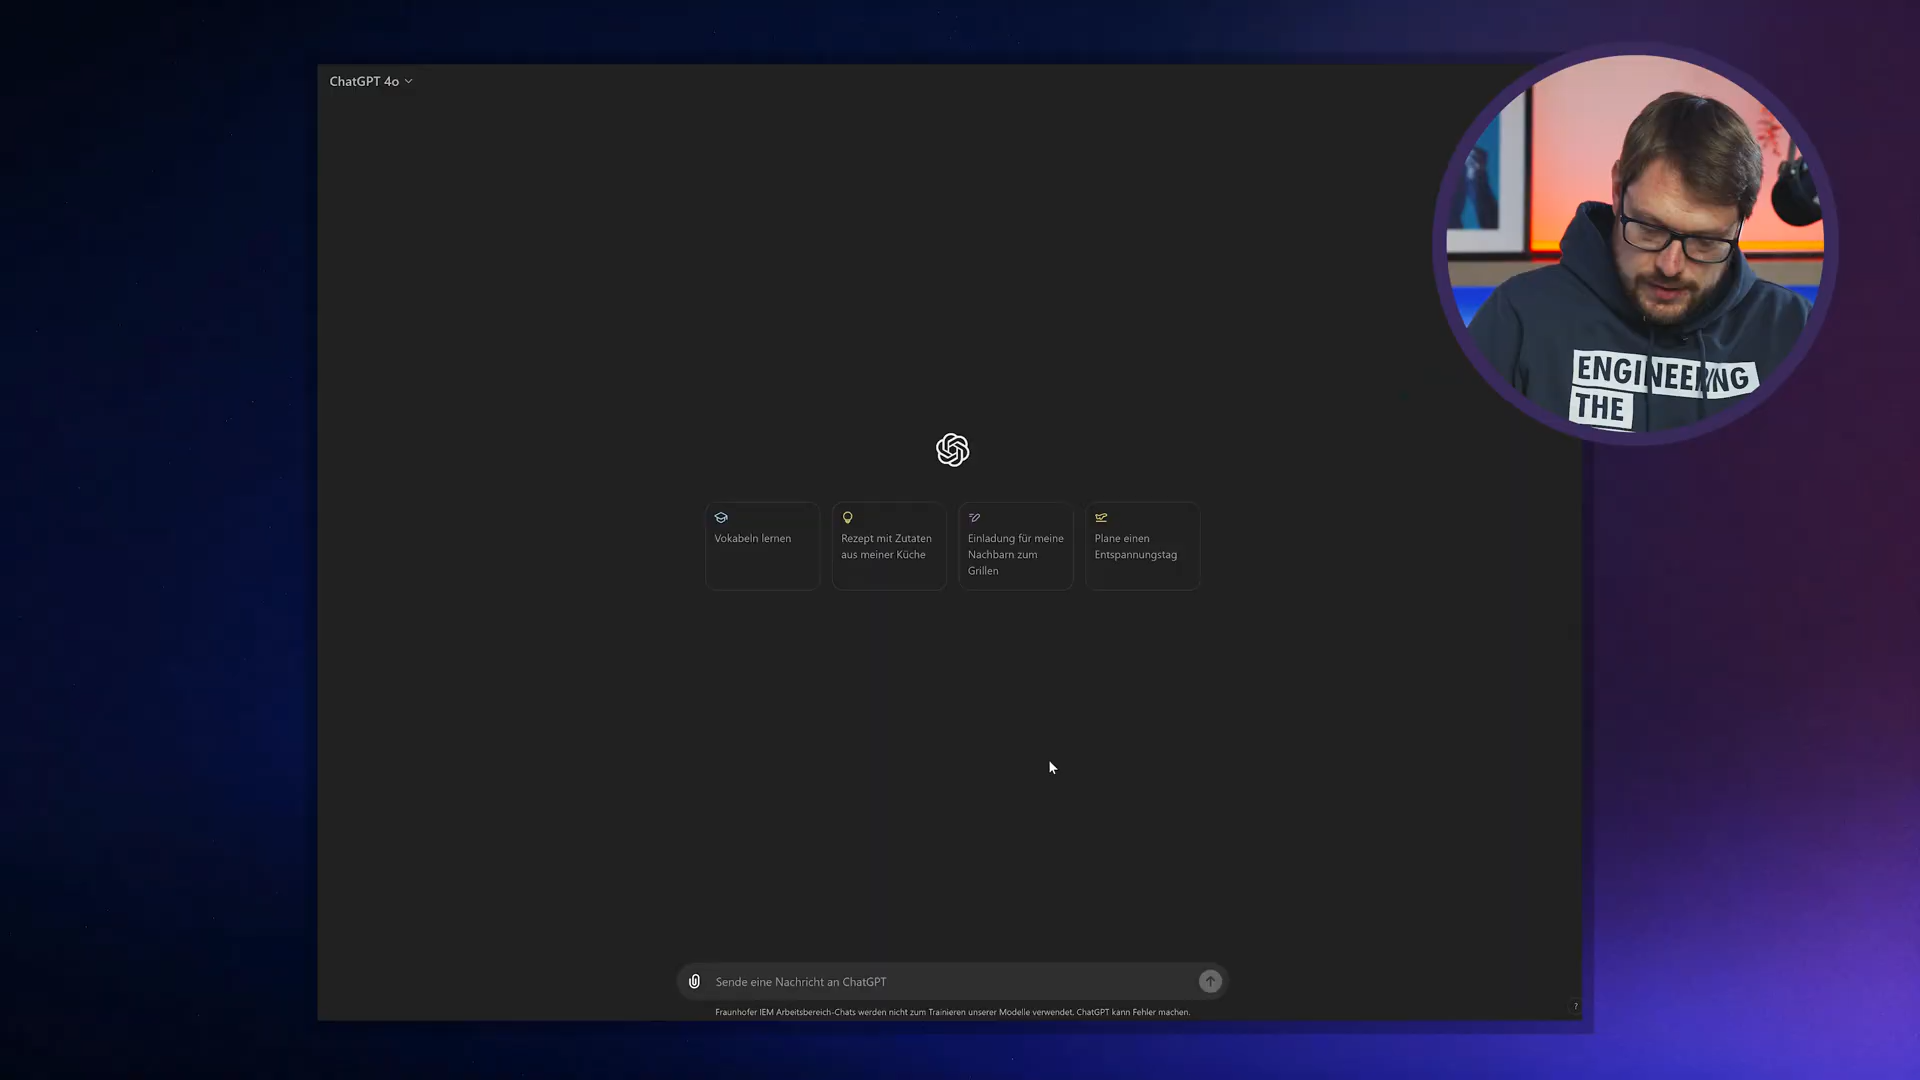 ChatGPT 4o
ENGINEERING
THE
Vokabeln lernen
Rezept mit Zutaten
aus meiner Küche
Einladung für meine
Nachbarn zum
Grillen
Plane einen
Entspannungstag
Sende eine Nachricht an ChatGPT
?
Fraunhofer IEM Arbeitsbereich-Chats werden nicht zum Trainieren unserer Modelle verwendet. ChatGPT kann Fehler machen.